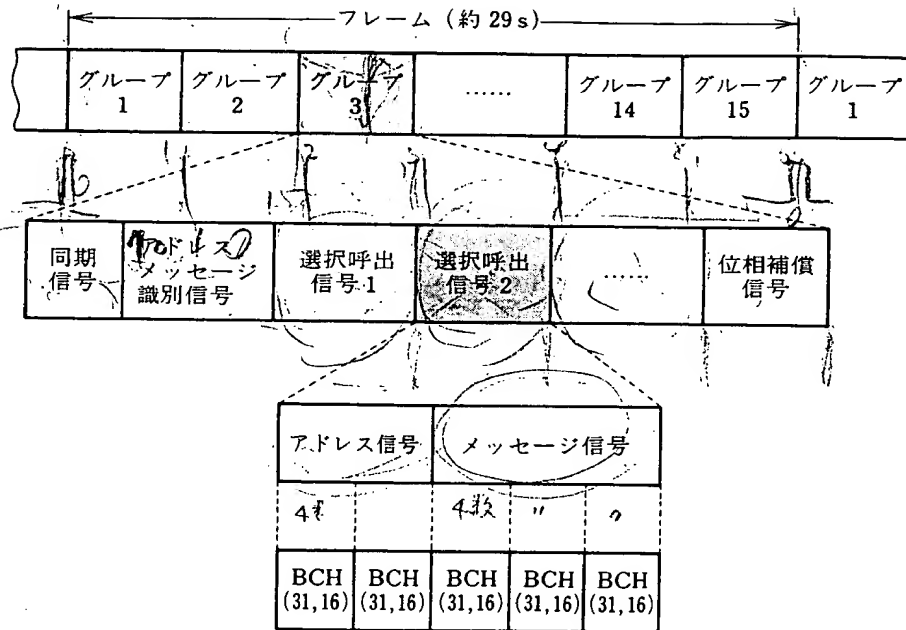 フレーム (約 29 s)
グループ
1
グループ
2
グループ
3
……
グループ
14
グループ
15
グループ
1
同期
信号
アドレス
メッセージ
識別信号
選択呼出
信号 1
選択呼出
信号 2
……
位相補償
信号
アドレス信号
メッセージ信号
4 〃 〃
BCH
(31,16)
BCH
(31,16)
BCH
(31,16)
BCH
(31,16)
BCH
(31,16)